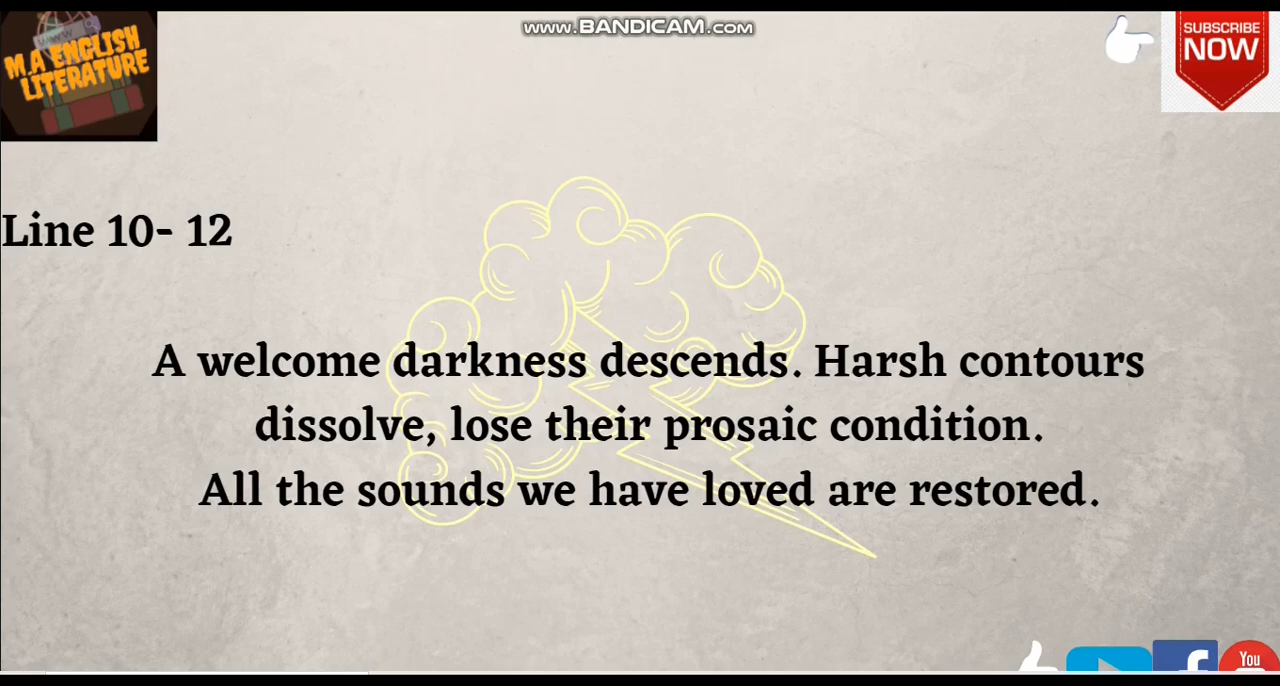 www.BANDICAM.com
M.A ENGLISH
LITERATURE
SUBSCRIBE
NOW
Line 10- 12
A welcome darkness descends. Harsh contours
dissolve, lose their prosaic condition.
All the sounds we have loved are restored.
f
You